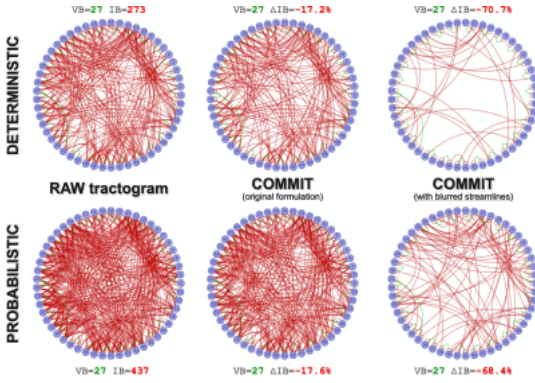 VB=27 IB=273
VB=27 ΔIB=-17.2%
VB=27 ΔIB=-70.7%
DETERMINISTIC
RAW tractogram
COMMIT
(original formulation)
COMMIT
(with blurred streamlines)
PROBABILISTIC
VB=27 IB=437
VB=27 ΔIB=-17.6%
VB=27 ΔIB=-68.4%